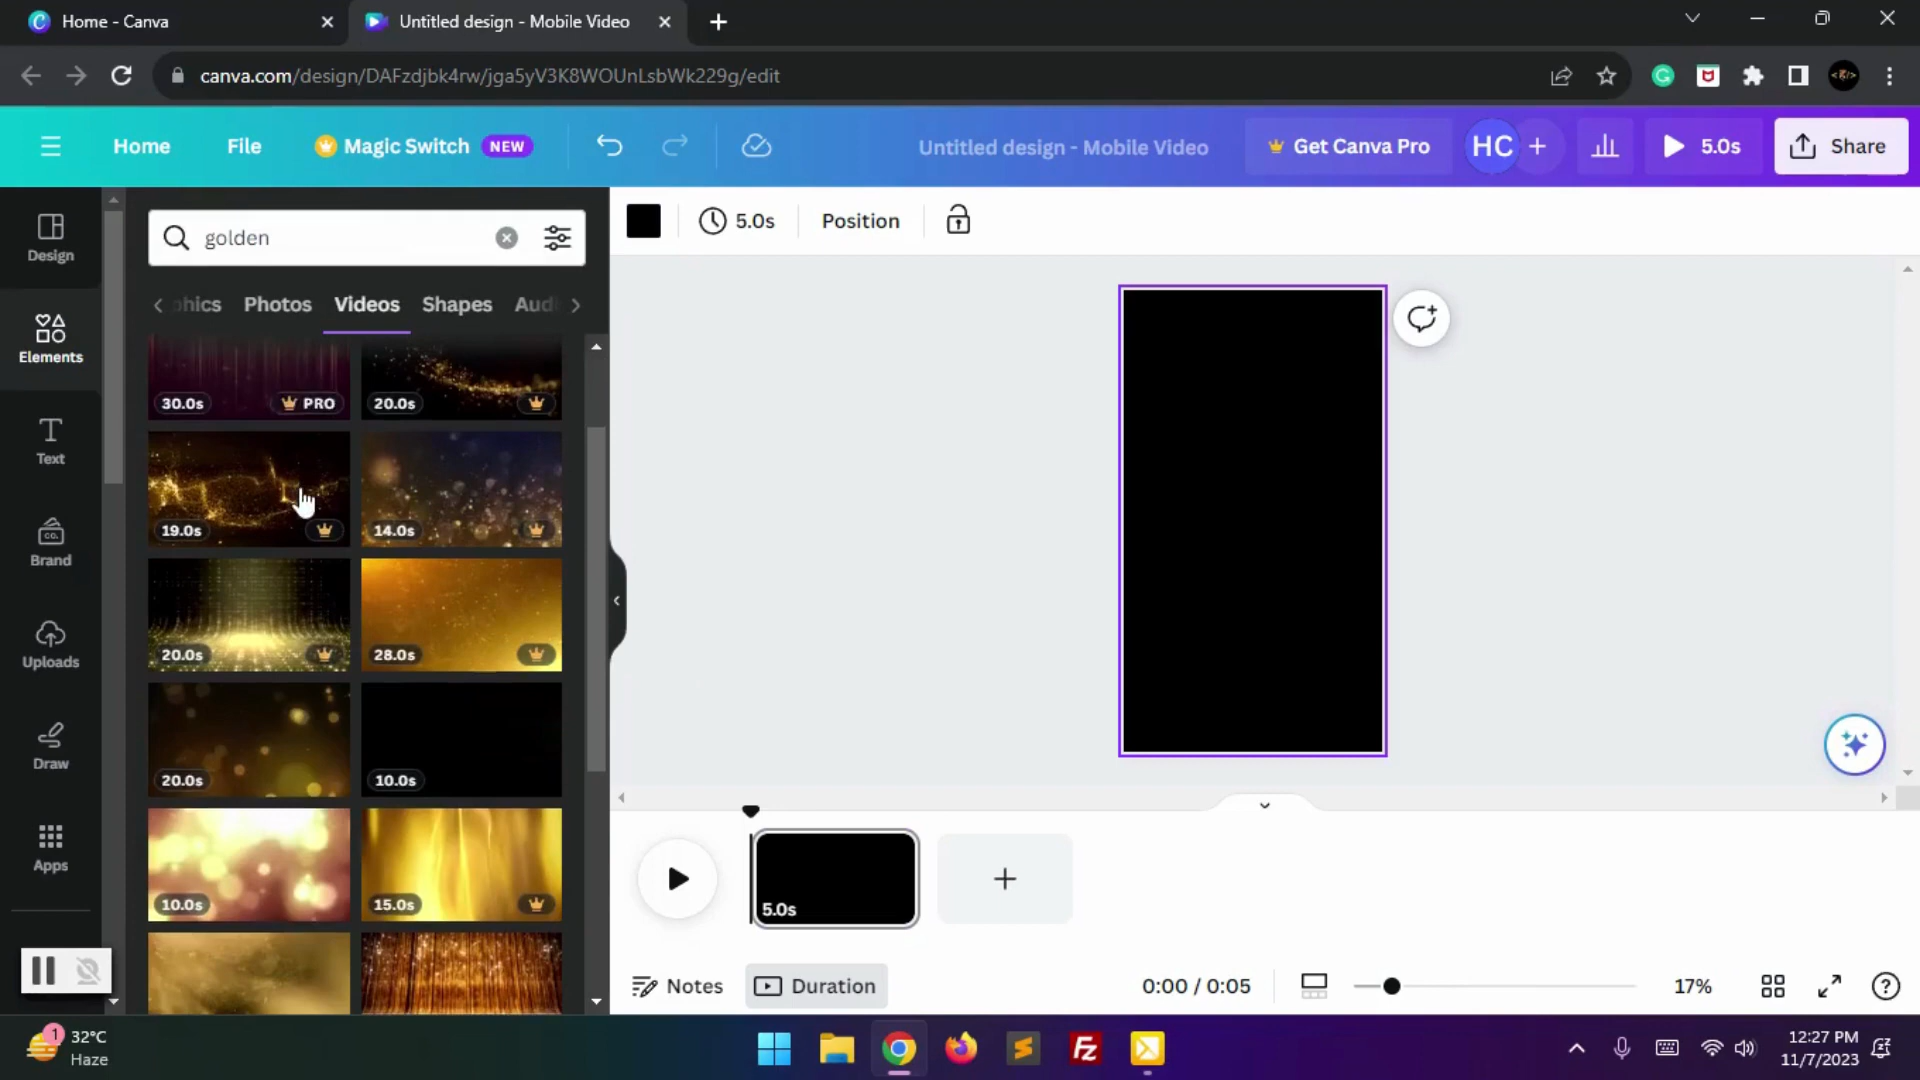 Home - Canva
Untitled design - Mobile Video
canva.com/design/DAFzdjbk4rw/jga5yV3K8WOUnLsbWk229g/edit
Home
File
Magic Switch
NEW
Untitled design - Mobile Video
Get Canva Pro
HC
5.0s
Share
Design
Elements
Text
Brand
CO.
Uploads
Draw
Apps
golden
phics
Photos
Videos
Shapes
Audi
30.0s
PRO
20.0s
19.0s
14.0s
20.0s
28.0s
20.0s
10.0s
10.0s
15.0s
5.0s
Position
5.0s
Notes
Duration
0:00 / 0:05
17%
1
32°C
Haze
12:27 PM
11/7/2023